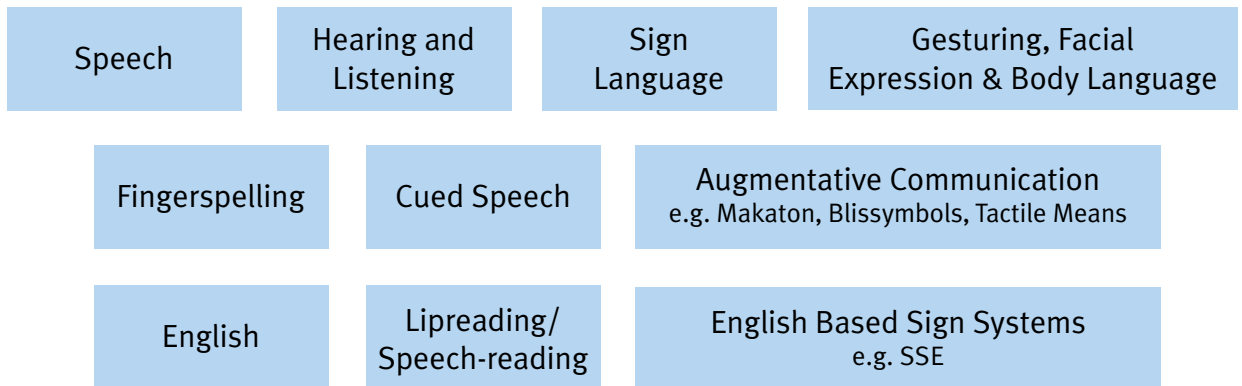 Speech
Hearing and
Listening
Sign
Language
Gesturing, Facial
Expression & Body Language
Fingerspelling
Cued Speech
Augmentative Communication
e.g. Makaton, Blissymbols, Tactile Means
English
Lipreading/
Speech-reading
English Based Sign Systems
e.g. SSE